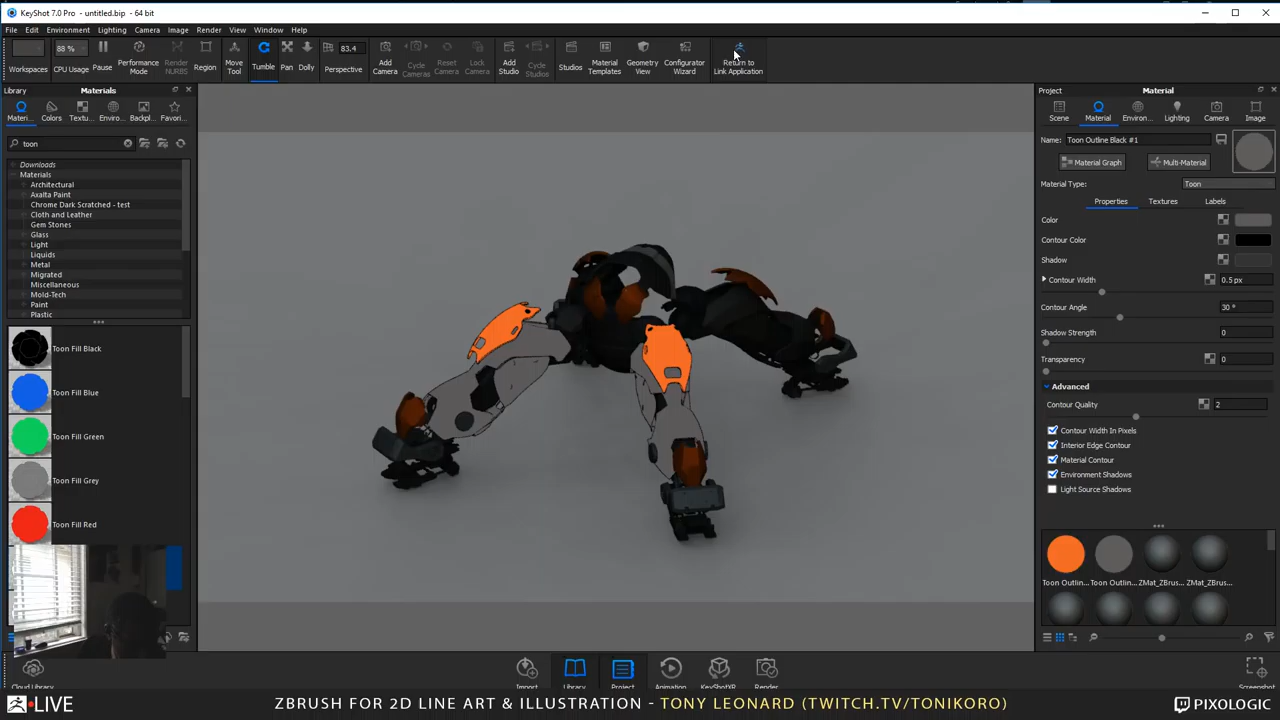 KeyShot 7.0 Pro - untitled.bip - 64 bit
File Edit Environment Lighting Camera Image Render View Window Help
88 %
83.4
Workspaces
CPU Usage
Pause
Performance Mode
Render NURBS
Region
Move Tool
Tumble
Pan
Dolly
Perspective
Add Camera
Cycle Cameras
Reset Camera
Lock Camera
Add Studio
Cycle Studios
Studios
Material Templates
Geometry View
Configurator Wizard
Return to Link Application
Library
Materials
Materi...
Colors
Textu...
Enviro...
Backpl...
Favori...
toon
Downloads
Materials
Architectural
Axalta Paint
Chrome Dark Scratched - test
Cloth and Leather
Gem Stones
Glass
Light
Liquids
Metal
Migrated
Miscellaneous
Mold-Tech
Paint
Plastic
Toon Fill Black
Toon Fill Blue
Toon Fill Green
Toon Fill Grey
Toon Fill Red
Project
Material
Scene
Material
Environ...
Lighting
Camera
Image
Name: Toon Outline Black #1
Material Graph
Multi-Material
Material Type: Toon
Properties
Textures
Labels
Color
Contour Color
Shadow
Contour Width 0.5 px
Contour Angle 30 °
Shadow Strength 0
Transparency 0
Advanced
Contour Quality 2
Contour Width In Pixels
Interior Edge Contour
Material Contour
Environment Shadows
Light Source Shadows
Toon Outlin...
Toon Outlin...
ZMat_ZBrus...
ZMat_ZBrus...
Cloud Library
Import
Library
Project
Animation
KeyShotXR
Render
Screenshot
LIVE
ZBRUSH FOR 2D LINE ART & ILLUSTRATION - TONY LEONARD (TWITCH.TV/TONIKORO)
PIXOLOGIC